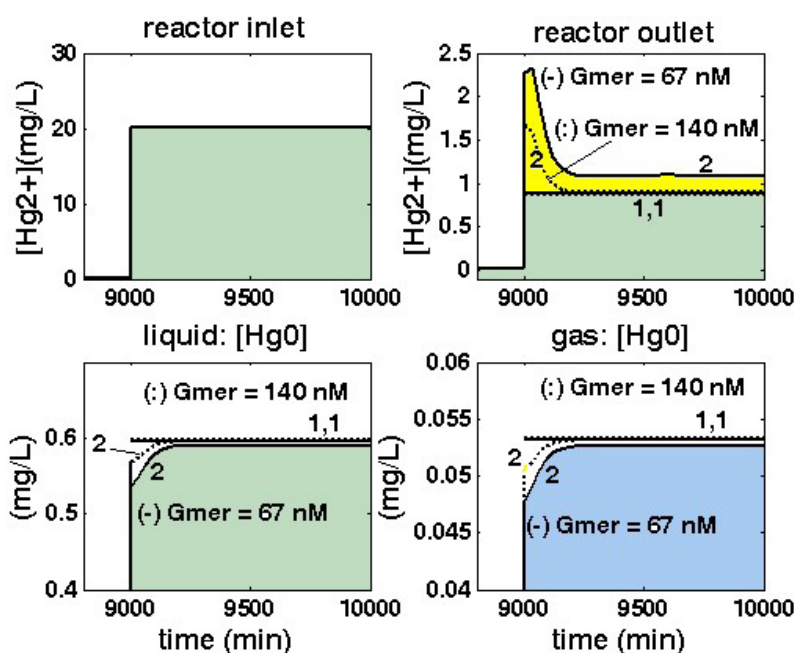 reactor inlet
[Hg2+](mg/L)
30
20
10
0
9000
9500
10000
reactor outlet
[Hg2+](mg/L)
2.5
2
1.5
1
0.5
0
(-) Gmer = 67 nM
(:) Gmer = 140 nM
2
2
1,1
9000
9500
10000
liquid: [Hg0]
(mg/L)
0.6
0.5
0.4
(:) Gmer = 140 nM
1,1
2
2
(-) Gmer = 67 nM
9000
9500
10000
time (min)
gas: [Hg0]
(mg/L)
0.06
0.055
0.05
0.045
0.04
(:) Gmer = 140 nM
1,1
2
2
(-) Gmer = 67 nM
9000
9500
10000
time (min)